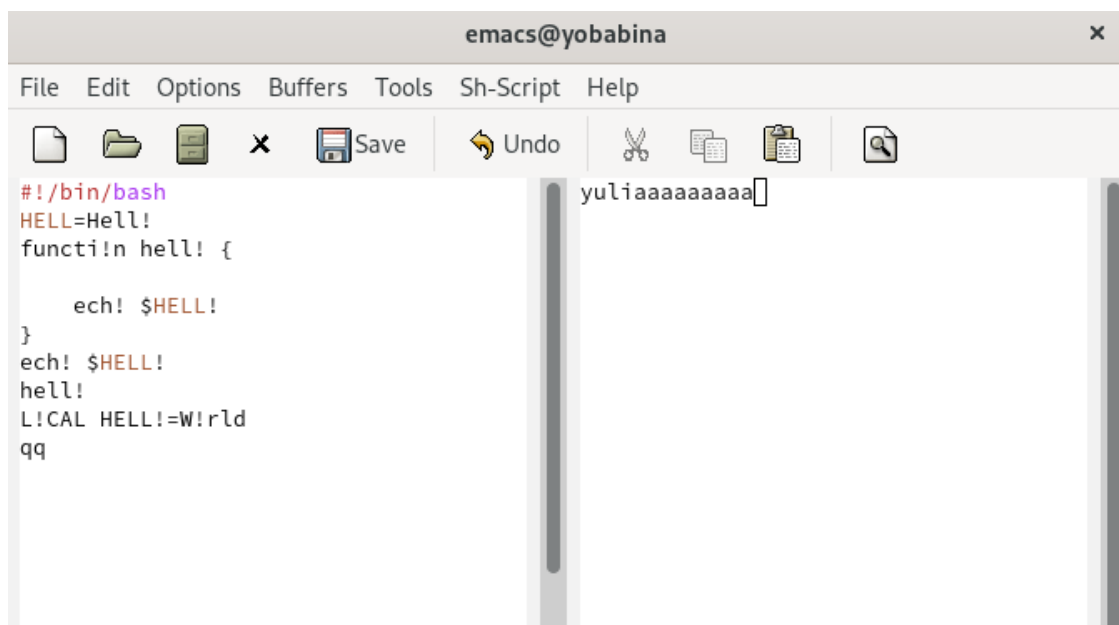 emacs@yobabina
File Edit Options Buffers Tools Sh-Script Help
Save Undo
#!/bin/bash
HELL=Hell!
functi!n hell! {
    ech! $HELL!
}
ech! $HELL!
hell!
L!CAL HELL!=W!rld
qq
yuliaaaaaaaaa